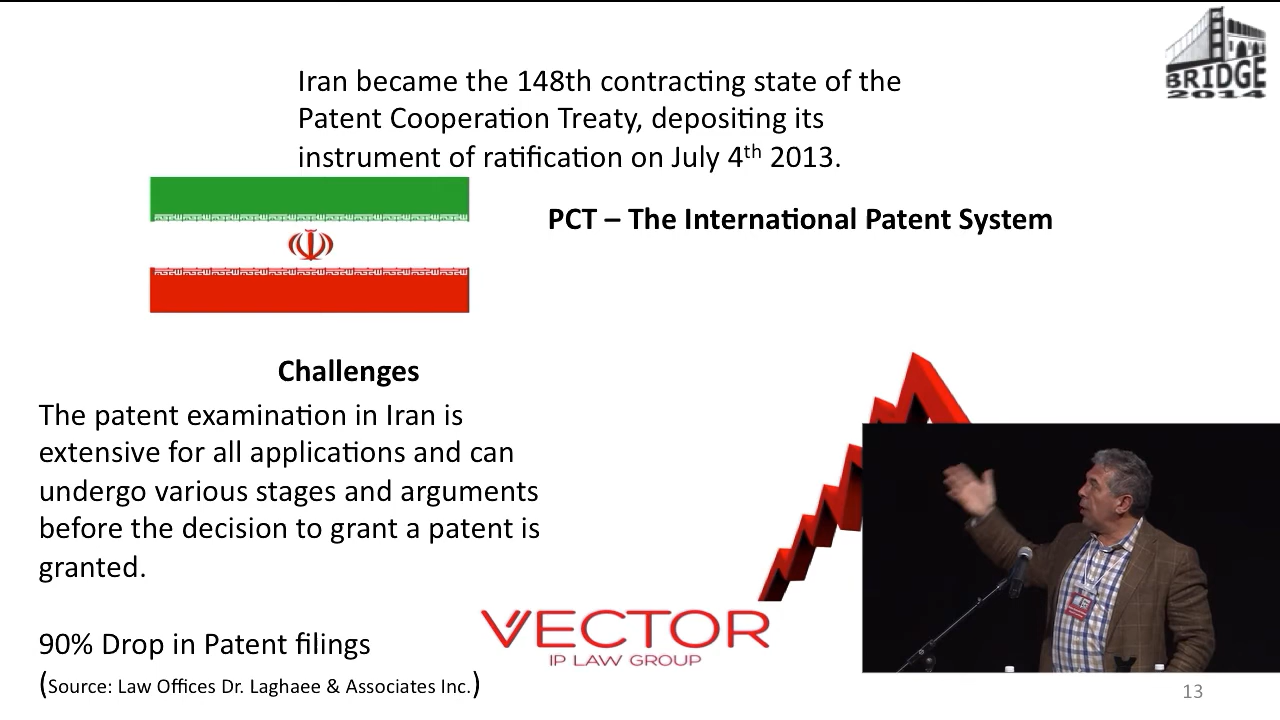 BRIDGE
2014
Iran became the 148th contracting state of the
Patent Cooperation Treaty, depositing its
instrument of ratification on July 4th 2013.
PCT – The International Patent System
Challenges
The patent examination in Iran is
extensive for all applications and can
undergo various stages and arguments
before the decision to grant a patent is
granted.
90% Drop in Patent filings
(Source: Law Offices Dr. Laghaee & Associates Inc.)
VECTOR
IP LAW GROUP
13